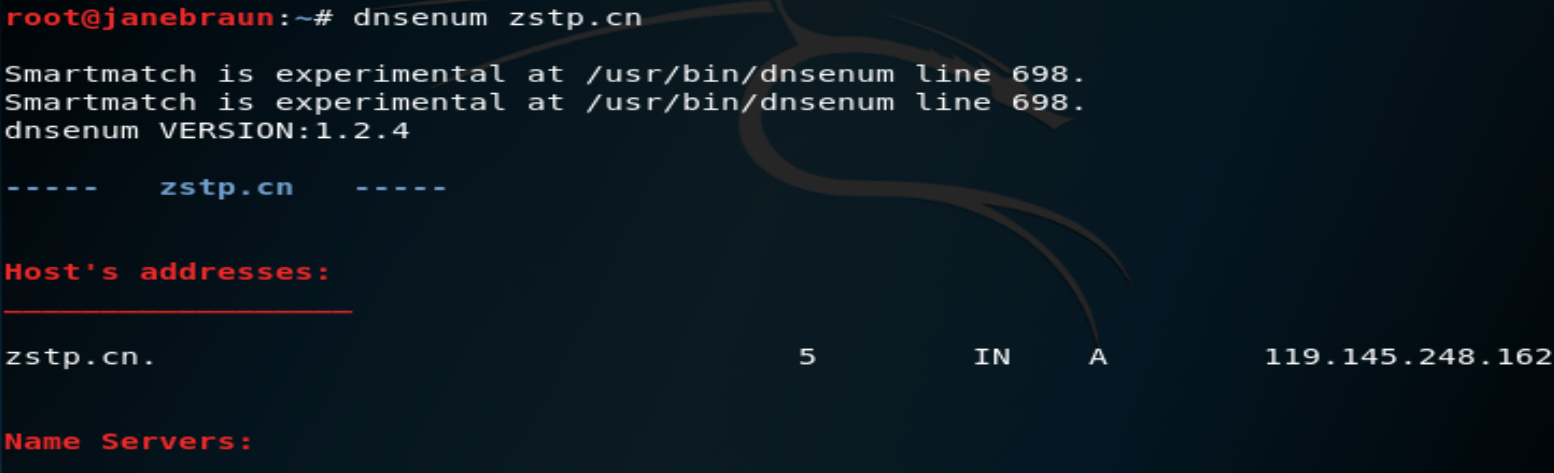 root@janebraun:~# dnsenum zstp.cn
Smartmatch is experimental at /usr/bin/dnsenum line 698.
Smartmatch is experimental at /usr/bin/dnsenum line 698.
dnsenum VERSION:1.2.4
----- zstp.cn -----
Host's addresses:
__________________
zstp.cn. 5 IN A 119.145.248.162
Name Servers: